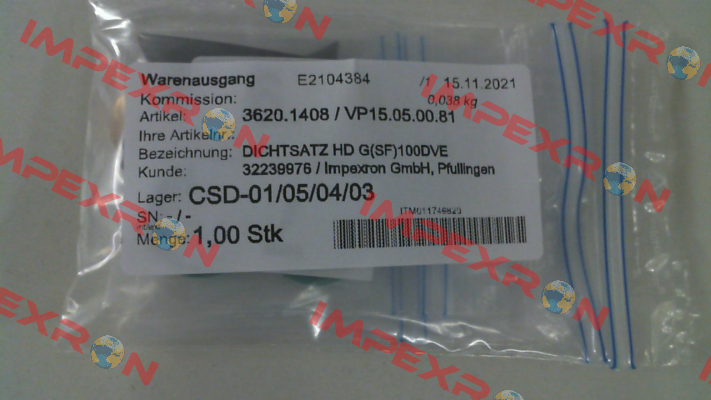 Warenausgang E2104384 /1 15.11.2021
Kommission: 0,038 kg
Artikel: 3620.1408 / VP15.05.00.81
Ihre Artikelnr.:
Bezeichnung: DICHTSATZ HD G(SF)100DVE
Kunde: 32239976 / Impexron GmbH, Pfullingen
Lager: CSD-01/05/04/03
SN: - / -
Menge: 1,00 Stk
IMPEXRON
IMPEXRON
IMPEXRON
IMPEXRON
IMPEXRON